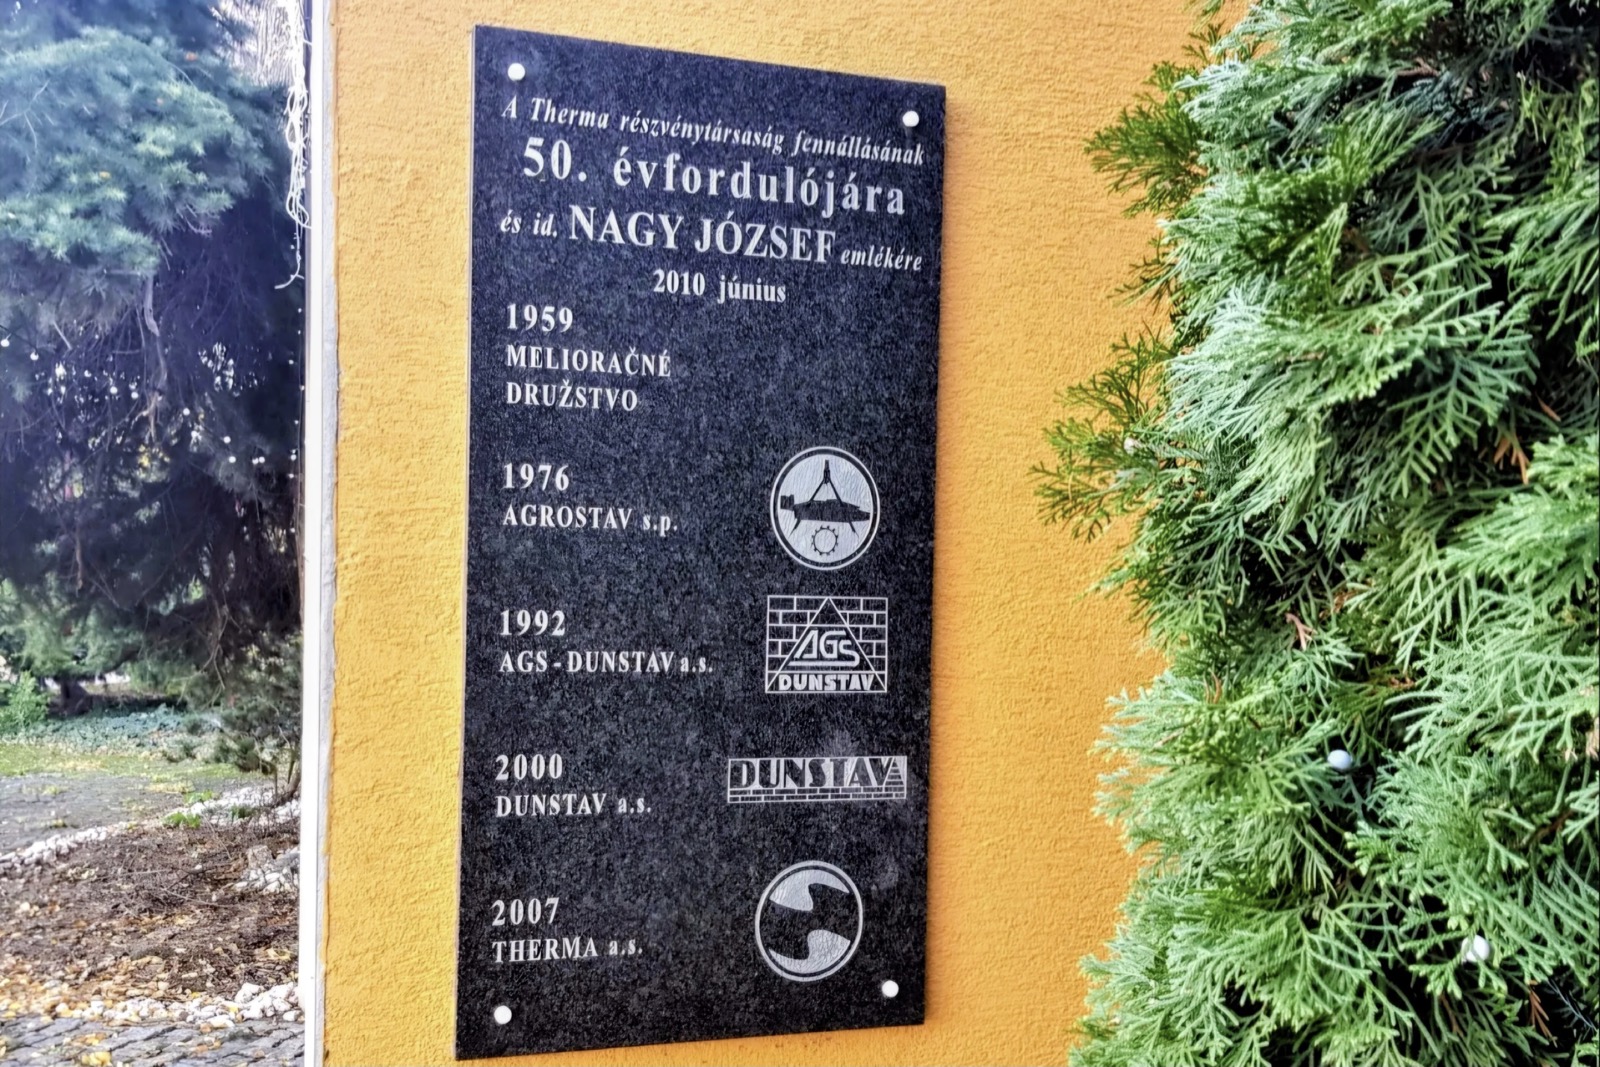 A Therma részvénytársaság fennállásának
50. évfordulójára
és id. NAGY JÓZSEF emlékére
2010 június
1959
MELIORAČNÉ
DRUŽSTVO
1976
AGROSTAV s.p.
1992
AGS - DUNSTAV a.s.
AGS
DUNSTAV
2000
DUNSTAV a.s.
DUNSTAV
2007
THERMA a.s.